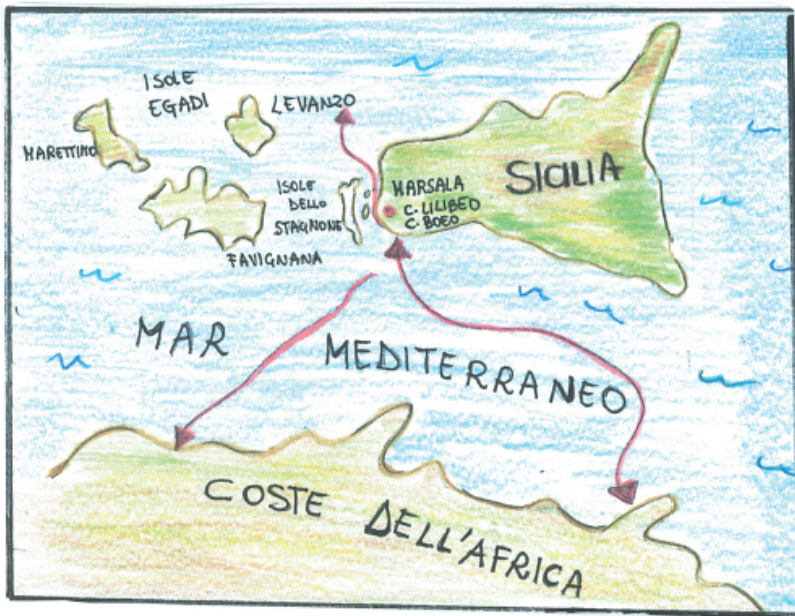 ISOLE
EGADI
LEVANZO
MARETTIMO
SICILIA
ISOLE
DELLO
STAGNONE
MARSALA
C. LILIBEO
C. BOEO
FAVIGNANA
MAR
MEDITERRANEO
COSTE DELL'AFRICA